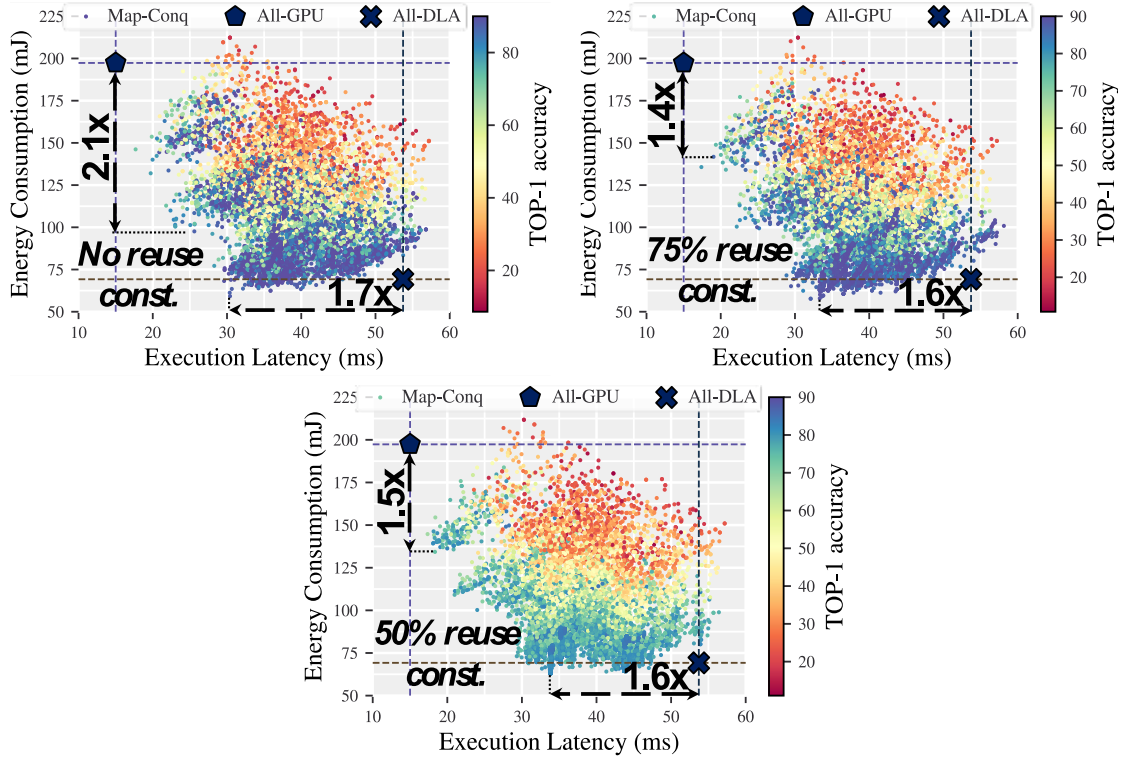 Map-Conq All-GPU All-DLA
Energy Consumption (mJ)
225
200
175
150
125
100
75
50
2.1x
No reuse
const.
1.7x
10 20 30 40 50 60
Execution Latency (ms)
80
60
40
20
TOP-1 accuracy
Map-Conq All-GPU All-DLA
Energy Consumption (mJ)
225
200
175
150
125
100
75
50
1.4x
75% reuse
const.
1.6x
10 20 30 40 50 60
Execution Latency (ms)
90
80
70
60
50
40
30
20
TOP-1 accuracy
Map-Conq All-GPU All-DLA
Energy Consumption (mJ)
225
200
175
150
125
100
75
50
1.5x
50% reuse
const.
1.6x
10 20 30 40 50 60
Execution Latency (ms)
90
80
70
60
50
40
30
20
TOP-1 accuracy